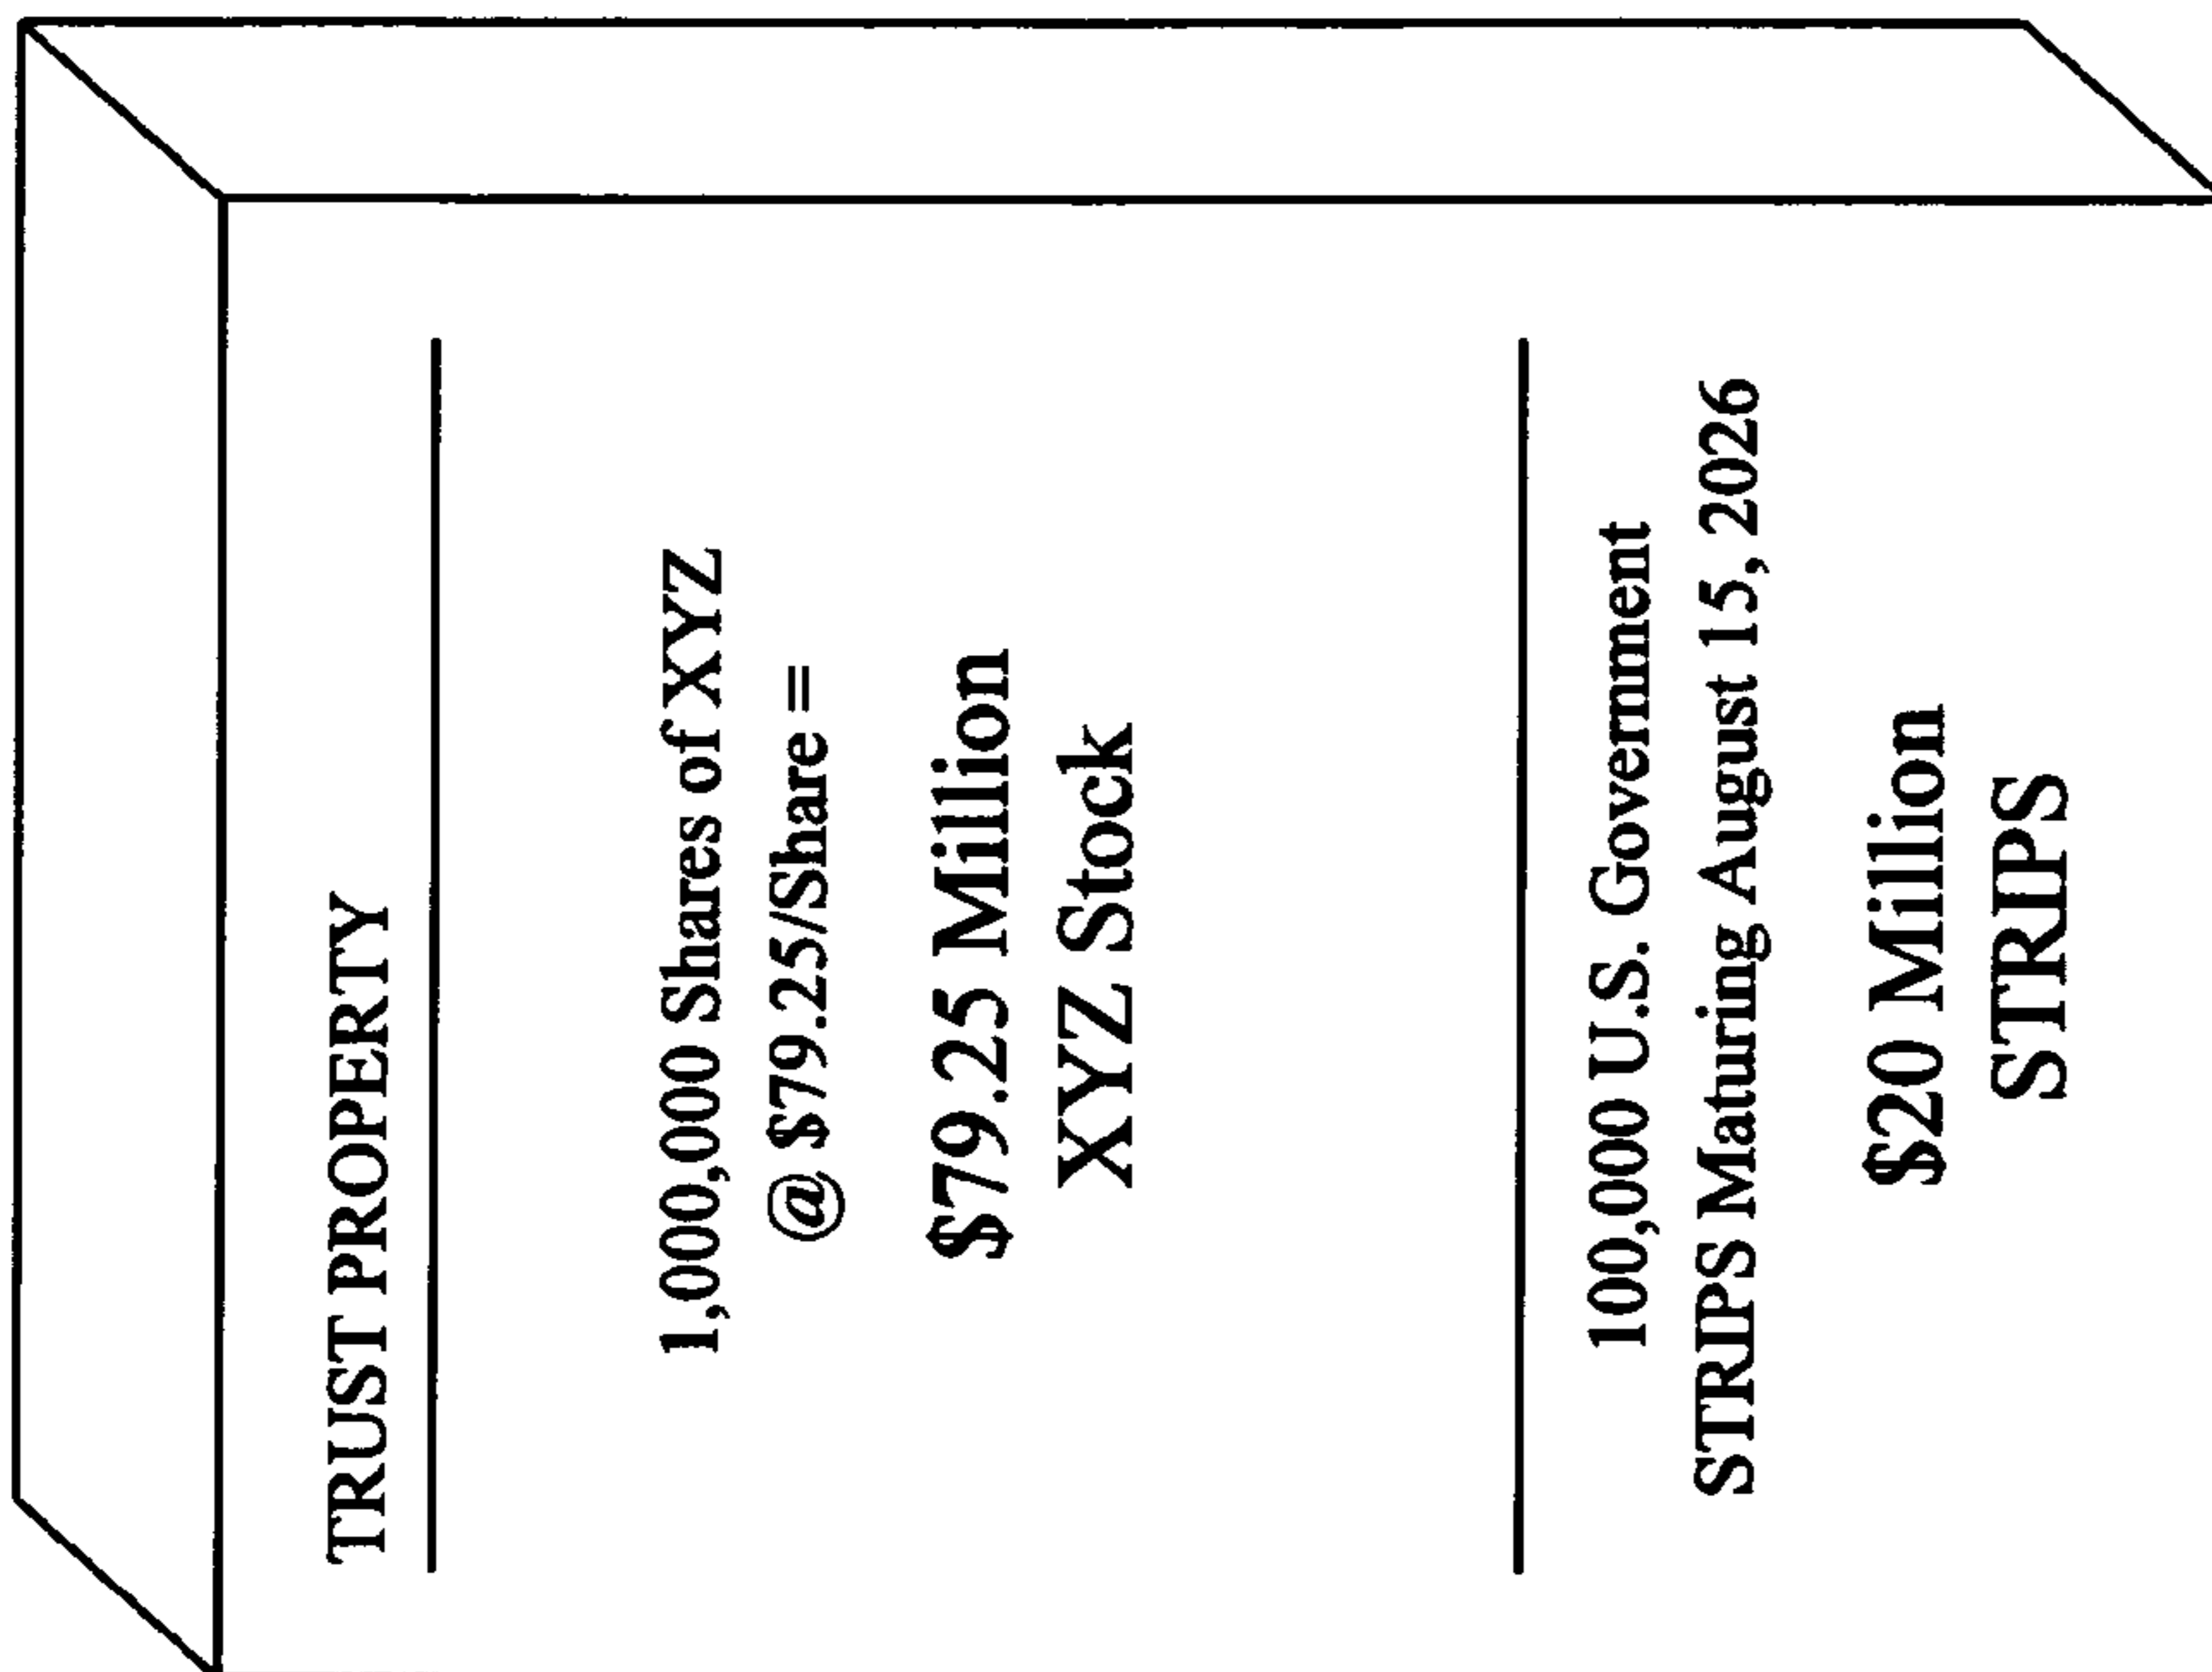 TRUST PROPERTY
1,000,000 Shares of XYZ
@ $79.25/Share =
$79.25 Million
XYZ Stock
100,000 U.S. Government
STRIPS Maturing August 15, 2026
$20 Million
STRIPS